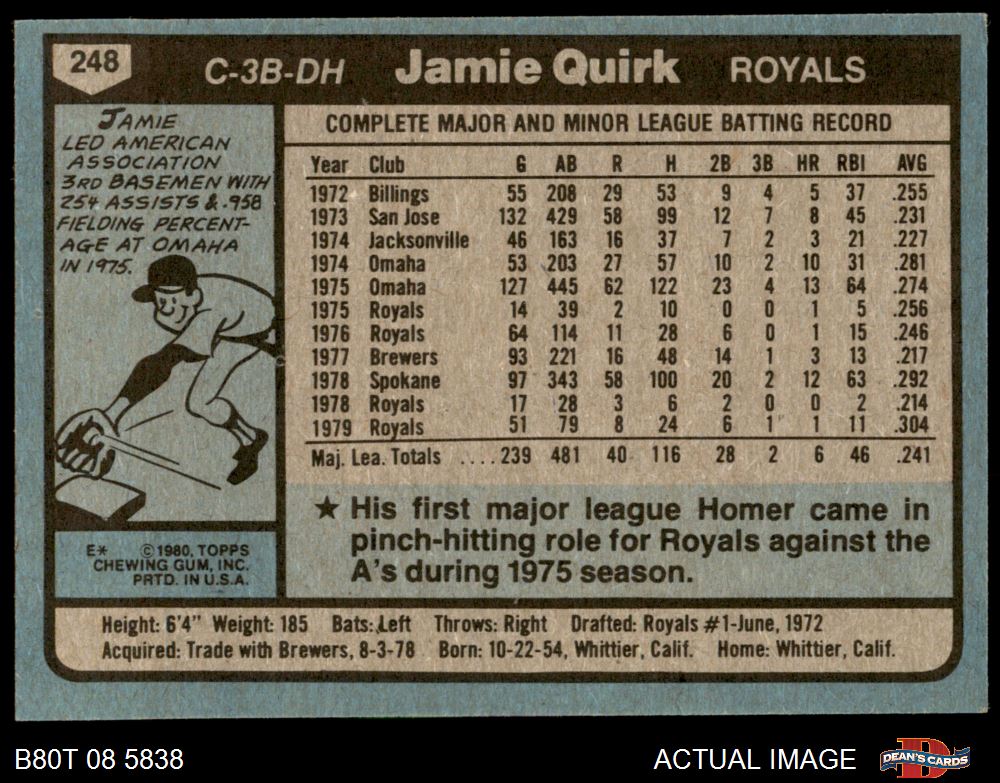 248
C-3B-DH Jamie Quirk ROYALS
JAMIE
LED AMERICAN
ASSOCIATION
3RD BASEMEN WITH
254 ASSISTS & .958
FIELDING PERCENT-
AGE AT OMAHA
IN 1975.
COMPLETE MAJOR AND MINOR LEAGUE BATTING RECORD
Year Club G AB R H 2B 3B HR RBI AVG
1972 Billings 55 208 29 53 9 4 5 37 .255
1973 San Jose 132 429 58 99 12 7 8 45 .231
1974 Jacksonville 46 163 16 37 7 2 3 21 .227
1974 Omaha 53 203 27 57 10 2 10 31 .281
1975 Omaha 127 445 62 122 23 4 13 64 .274
1975 Royals 14 39 2 10 0 0 1 5 .256
1976 Royals 64 114 11 28 6 0 1 15 .246
1977 Brewers 93 221 16 48 14 1 3 13 .217
1978 Spokane 97 343 58 100 20 2 12 63 .292
1978 Royals 17 28 3 6 2 0 0 2 .214
1979 Royals 51 79 8 24 6 1 1 11 .304
Maj. Lea. Totals ....239 481 40 116 28 2 6 46 .241
★ His first major league Homer came in
pinch-hitting role for Royals against the
A's during 1975 season.
E* © 1980, TOPPS
CHEWING GUM, INC.
PRTD. IN U.S.A.
Height: 6'4" Weight: 185 Bats: Left Throws: Right Drafted: Royals #1-June, 1972
Acquired: Trade with Brewers, 8-3-78 Born: 10-22-54, Whittier, Calif. Home: Whittier, Calif.
B80T 08 5838
ACTUAL IMAGE
DEAN'S CARDS